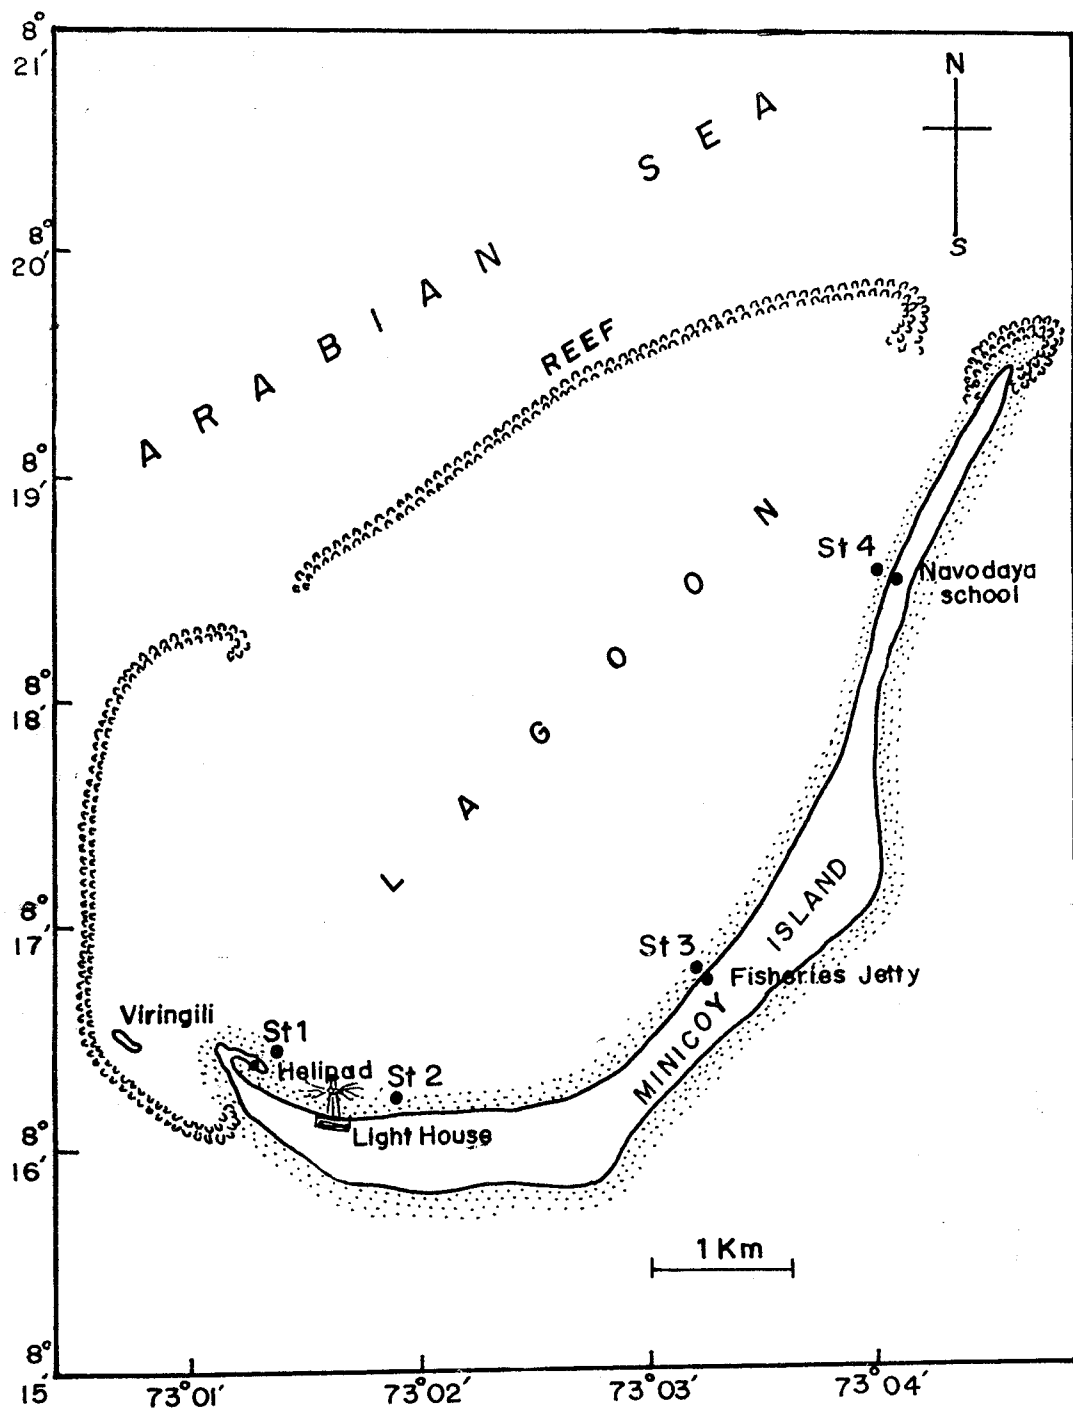 8°
21′
N
S
ARABIAN SEA
8°
20′
REEF
8°
19′
LAGOON
St 4
Navodaya
school
8°
18′
8°
17′
St 3
Fisheries Jetty
MINICOY ISLAND
Viringili
St 1
Helipad
St 2
Light House
8°
16′
1 Km
8°
15′
73°01′ 73°02′ 73°03′ 73°04′